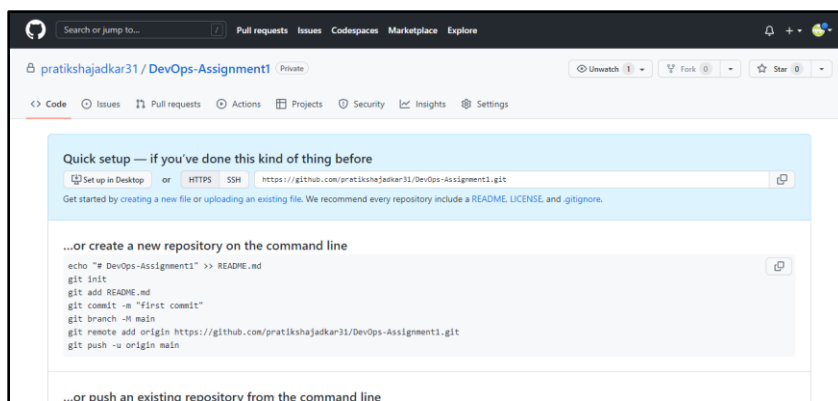 Search or jump to... / Pull requests Issues Codespaces Marketplace Explore
pratikshajadkar31 / DevOps-Assignment1 Private Unwatch 1 Fork 0 Star 0
<> Code Issues Pull requests Actions Projects Security Insights Settings
Quick setup — if you've done this kind of thing before
Set up in Desktop or HTTPS SSH https://github.com/pratikshajadkar31/DevOps-Assignment1.git
Get started by creating a new file or uploading an existing file. We recommend every repository include a README, LICENSE, and .gitignore.
...or create a new repository on the command line
echo "# DevOps-Assignment1" >> README.md
git init
git add README.md
git commit -m "first commit"
git branch -M main
git remote add origin https://github.com/pratikshajadkar31/DevOps-Assignment1.git
git push -u origin main
...or push an existing repository from the command line